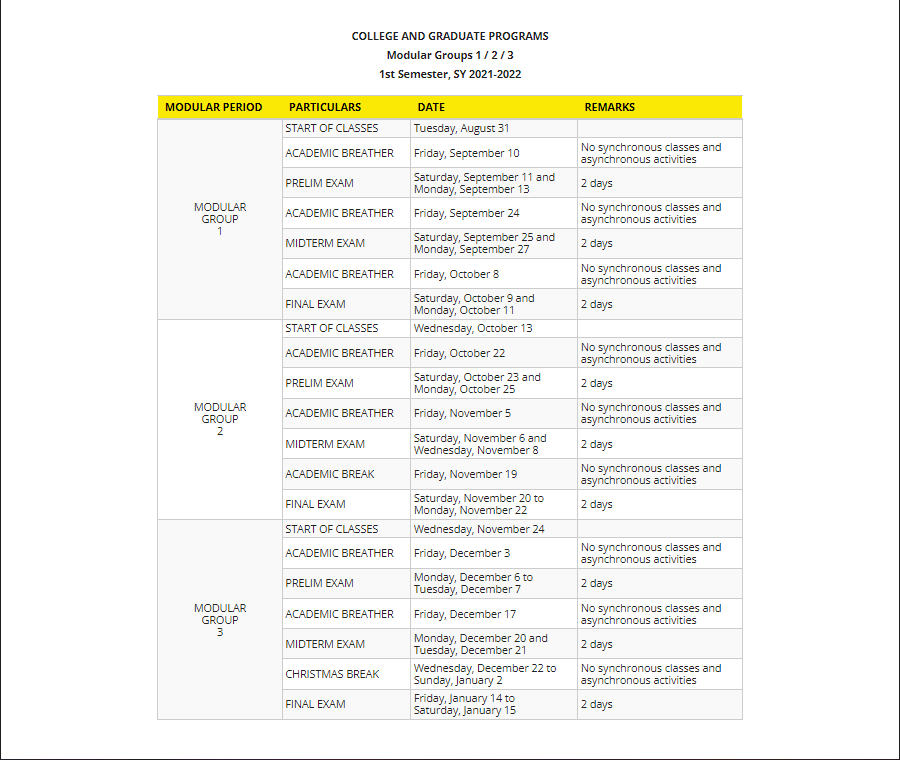 COLLEGE AND GRADUATE PROGRAMS
Modular Groups 1 / 2 / 3
1st Semester, SY 2021-2022
MODULAR PERIOD PARTICULARS DATE REMARKS
MODULAR
GROUP
1
START OF CLASSES Tuesday, August 31
ACADEMIC BREATHER Friday, September 10 No synchronous classes and
asynchronous activities
PRELIM EXAM Saturday, September 11 and
Monday, September 13 2 days
ACADEMIC BREATHER Friday, September 24 No synchronous classes and
asynchronous activities
MIDTERM EXAM Saturday, September 25 and
Monday, September 27 2 days
ACADEMIC BREATHER Friday, October 8 No synchronous classes and
asynchronous activities
FINAL EXAM Saturday, October 9 and
Monday, October 11 2 days
MODULAR
GROUP
2
START OF CLASSES Wednesday, October 13
ACADEMIC BREATHER Friday, October 22 No synchronous classes and
asynchronous activities
PRELIM EXAM Saturday, October 23 and
Monday, October 25 2 days
ACADEMIC BREATHER Friday, November 5 No synchronous classes and
asynchronous activities
MIDTERM EXAM Saturday, November 6 and
Wednesday, November 8 2 days
ACADEMIC BREAK Friday, November 19 No synchronous classes and
asynchronous activities
FINAL EXAM Saturday, November 20 to
Monday, November 22 2 days
MODULAR
GROUP
3
START OF CLASSES Wednesday, November 24
ACADEMIC BREATHER Friday, December 3 No synchronous classes and
asynchronous activities
PRELIM EXAM Monday, December 6 to
Tuesday, December 7 2 days
ACADEMIC BREATHER Friday, December 17 No synchronous classes and
asynchronous activities
MIDTERM EXAM Monday, December 20 and
Tuesday, December 21 2 days
CHRISTMAS BREAK Wednesday, December 22 to
Sunday, January 2 No synchronous classes and
asynchronous activities
FINAL EXAM Friday, January 14 to
Saturday, January 15 2 days